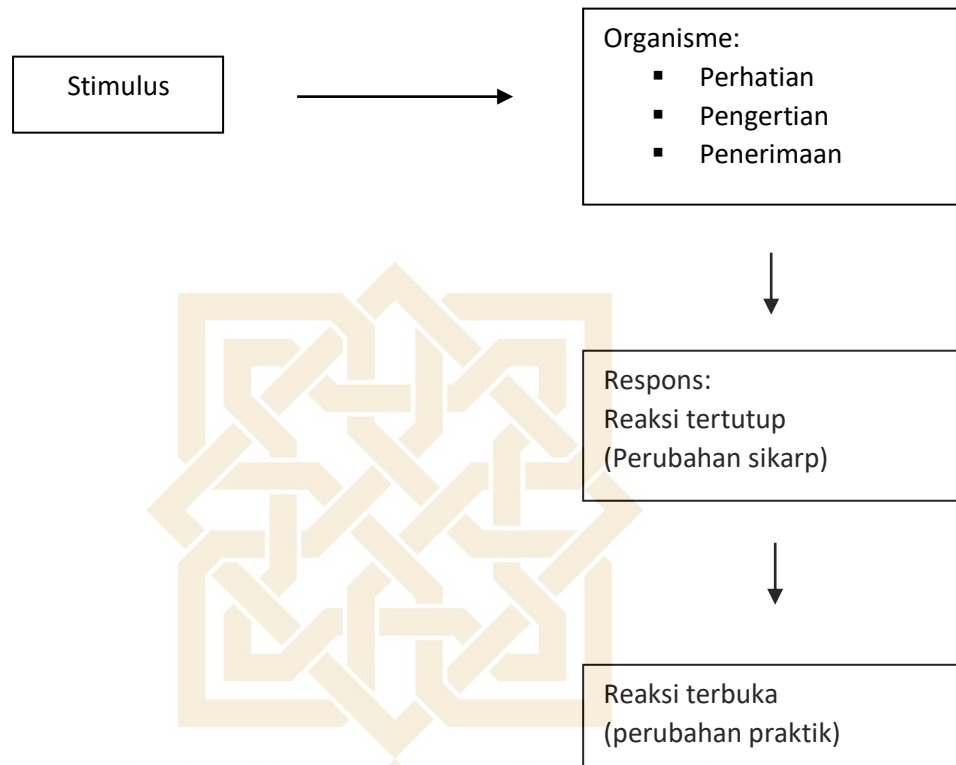 Stimulus
Organisme:
▪ Perhatian
▪ Pengertian
▪ Penerimaan
Respons:
Reaksi tertutup
(Perubahan sikarp)
Reaksi terbuka
(perubahan praktik)